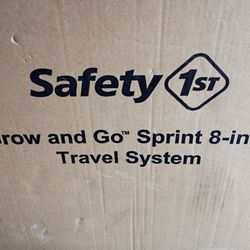 Safety 1ST
row and Go™ Sprint 8-in
Travel System